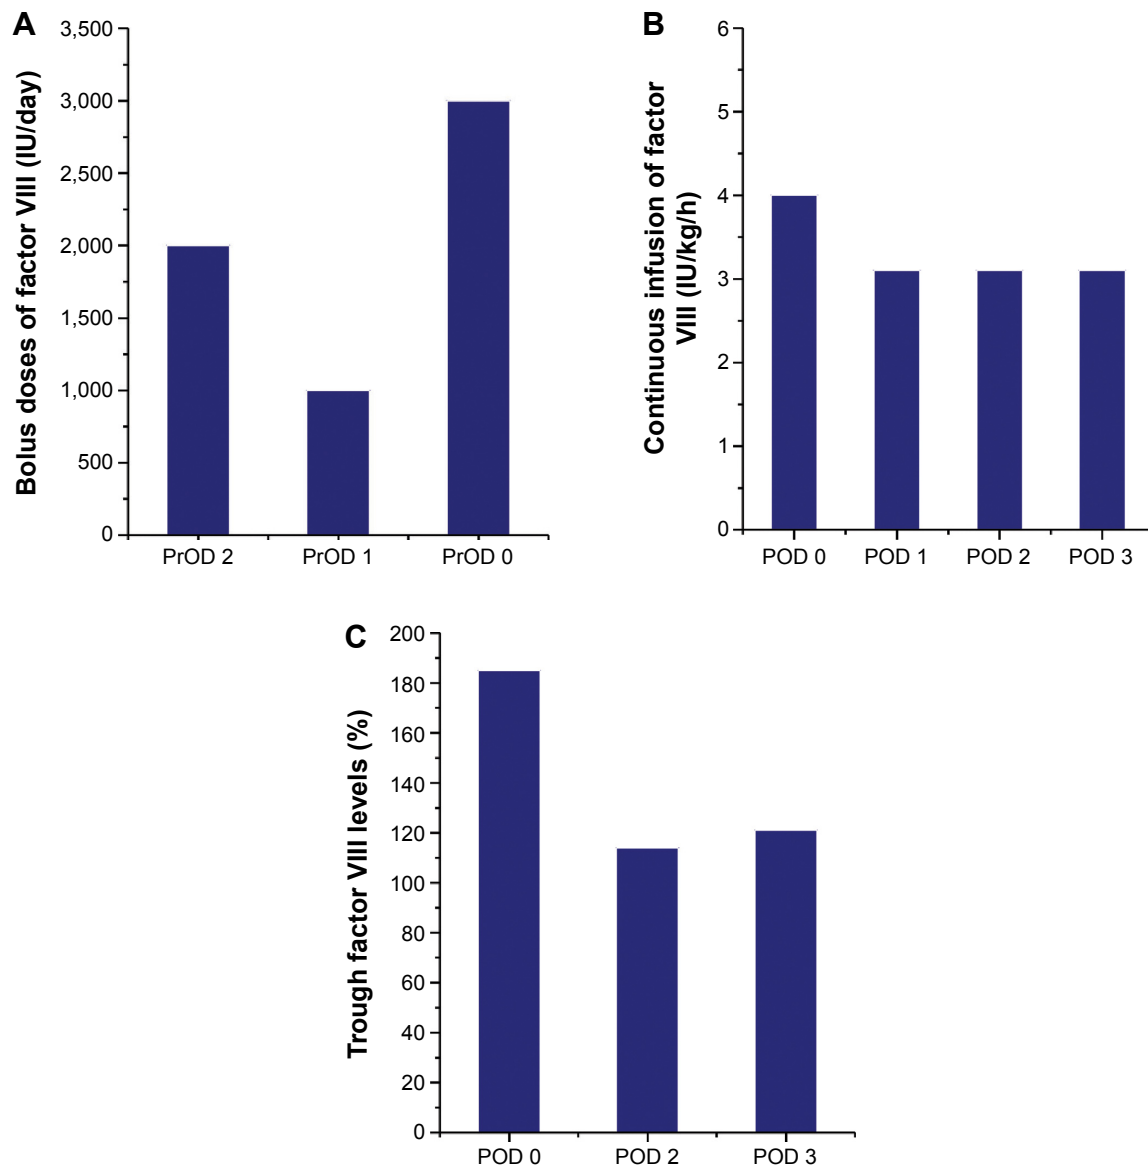 A
Bolus doses of factor VIII (IU/day)
3,500
3,000
2,500
2,000
1,500
1,000
500
0
PrOD 2
PrOD 1
PrOD 0
B
Continuous infusion of factor
VIII (IU/kg/h)
6
5
4
3
2
1
0
POD 0
POD 1
POD 2
POD 3
C
Trough factor VIII levels (%)
200
180
160
140
120
100
80
60
40
20
0
POD 0
POD 2
POD 3